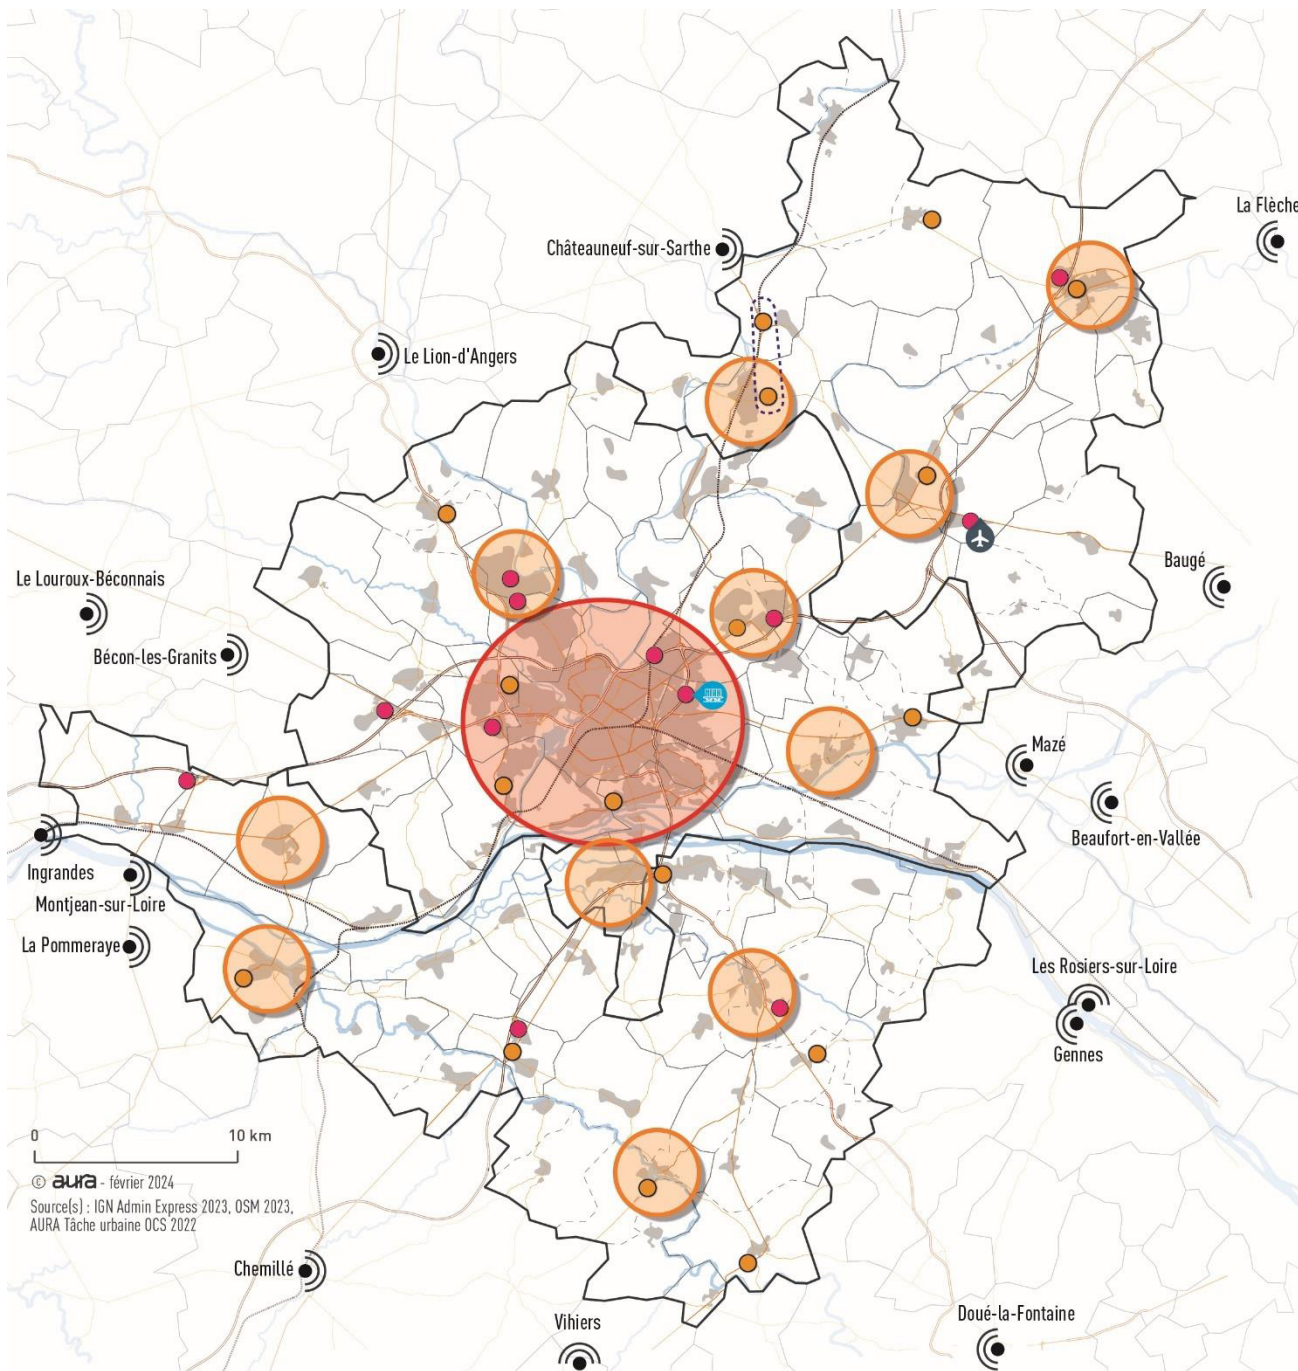 La Flèche
Châteauneuf-sur-Sarthe
Le Lion-d'Angers
Baugé
Le Louroux-Béconnais
Bécon-les-Granits
Mazé
Beaufort-en-Vallée
Ingrandes
Montjean-sur-Loire
La Pommeraye
Les Rosiers-sur-Loire
Gennes
0 10 km
© aura - février 2024
Source(s) : IGN Admin Express 2023, OSM 2023,
AURA Tâche urbaine OCS 2022
Chemillé
Vihiers
Doué-la-Fontaine